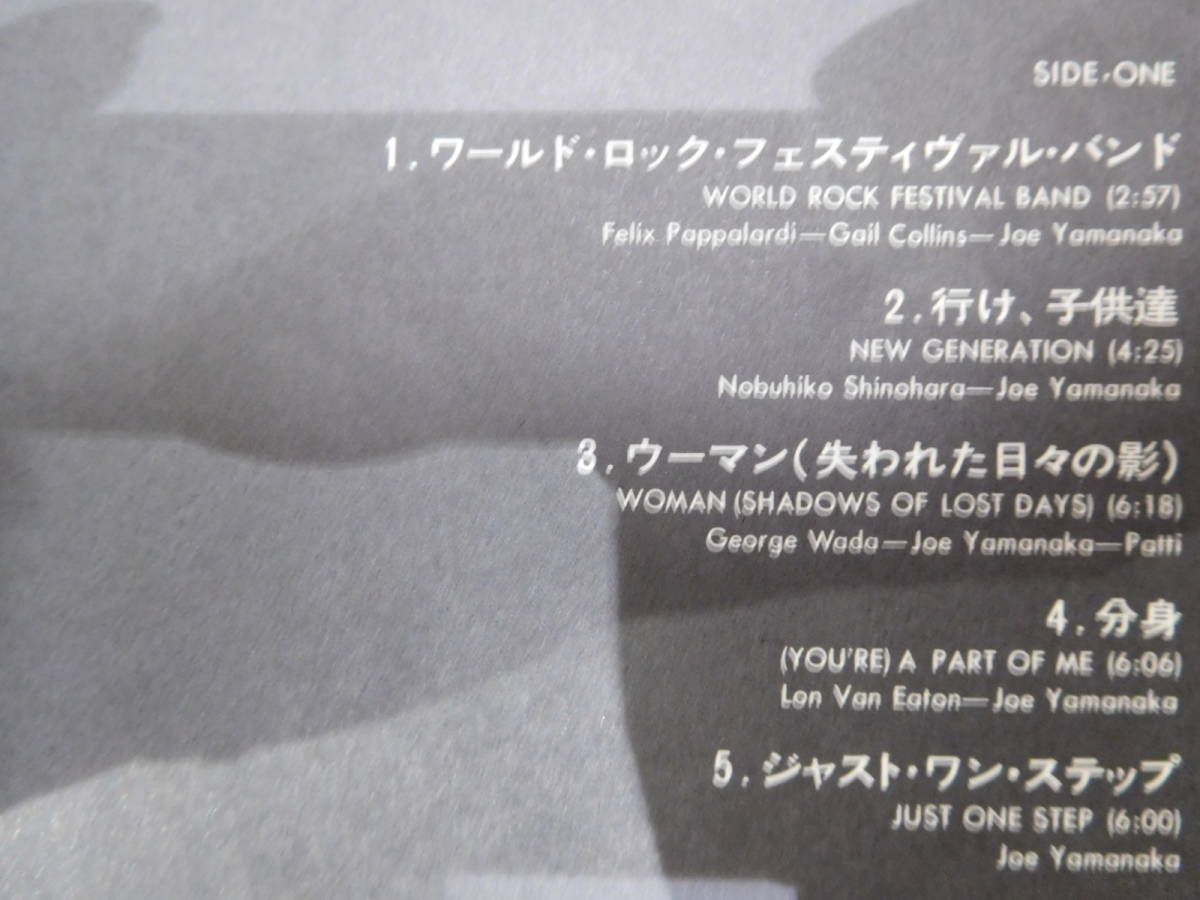 SIDE・ONE
1.ワールド・ロック・フェスティヴァル・バンド
WORLD ROCK FESTIVAL BAND (2:57)
Felix Pappalardi—Gail Collins—Joe Yamanaka
2.行け、子供達
NEW GENERATION (4:25)
Nobuhiko Shinohara—Joe Yamanaka
3.ウーマン(失われた日々の影)
WOMAN (SHADOWS OF LOST DAYS) (6:18)
George Wada—Joe Yamanaka—Patti
4.分身
(YOU'RE) A PART OF ME (6:06)
Lon Van Eaton—Joe Yamanaka
5.ジャスト・ワン・ステップ
JUST ONE STEP (6:00)
Joe Yamanaka